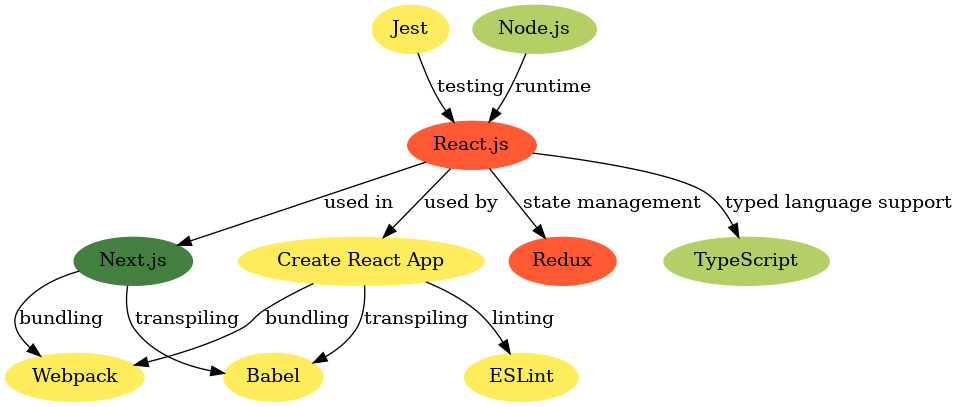 Jest
Node.js
testing
runtime
React.js
used in
used by
state management
typed language support
Next.js
Create React App
Redux
TypeScript
bundling
transpiling
bundling
transpiling
linting
Webpack
Babel
ESLint